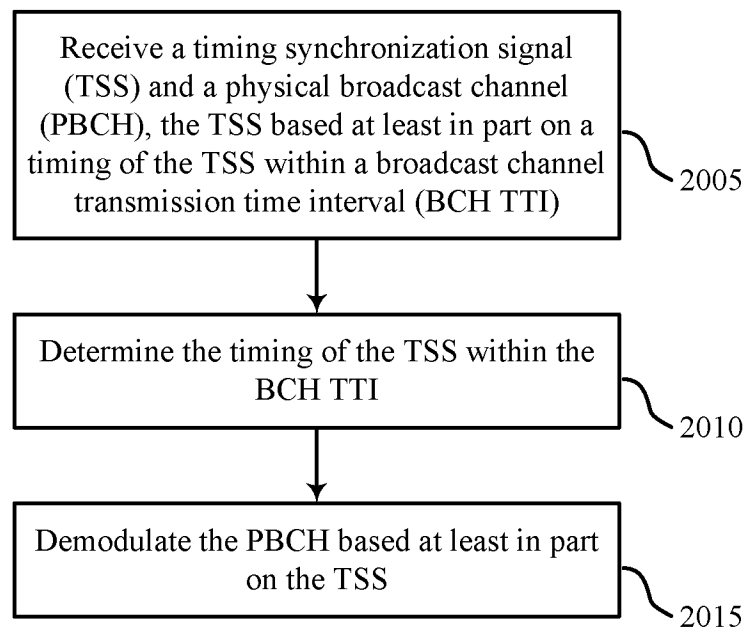 Receive a timing synchronization signal
(TSS) and a physical broadcast channel
(PBCH), the TSS based at least in part on a
timing of the TSS within a broadcast channel
transmission time interval (BCH TTI)
2005
Determine the timing of the TSS within the
BCH TTI
2010
Demodulate the PBCH based at least in part
on the TSS
2015